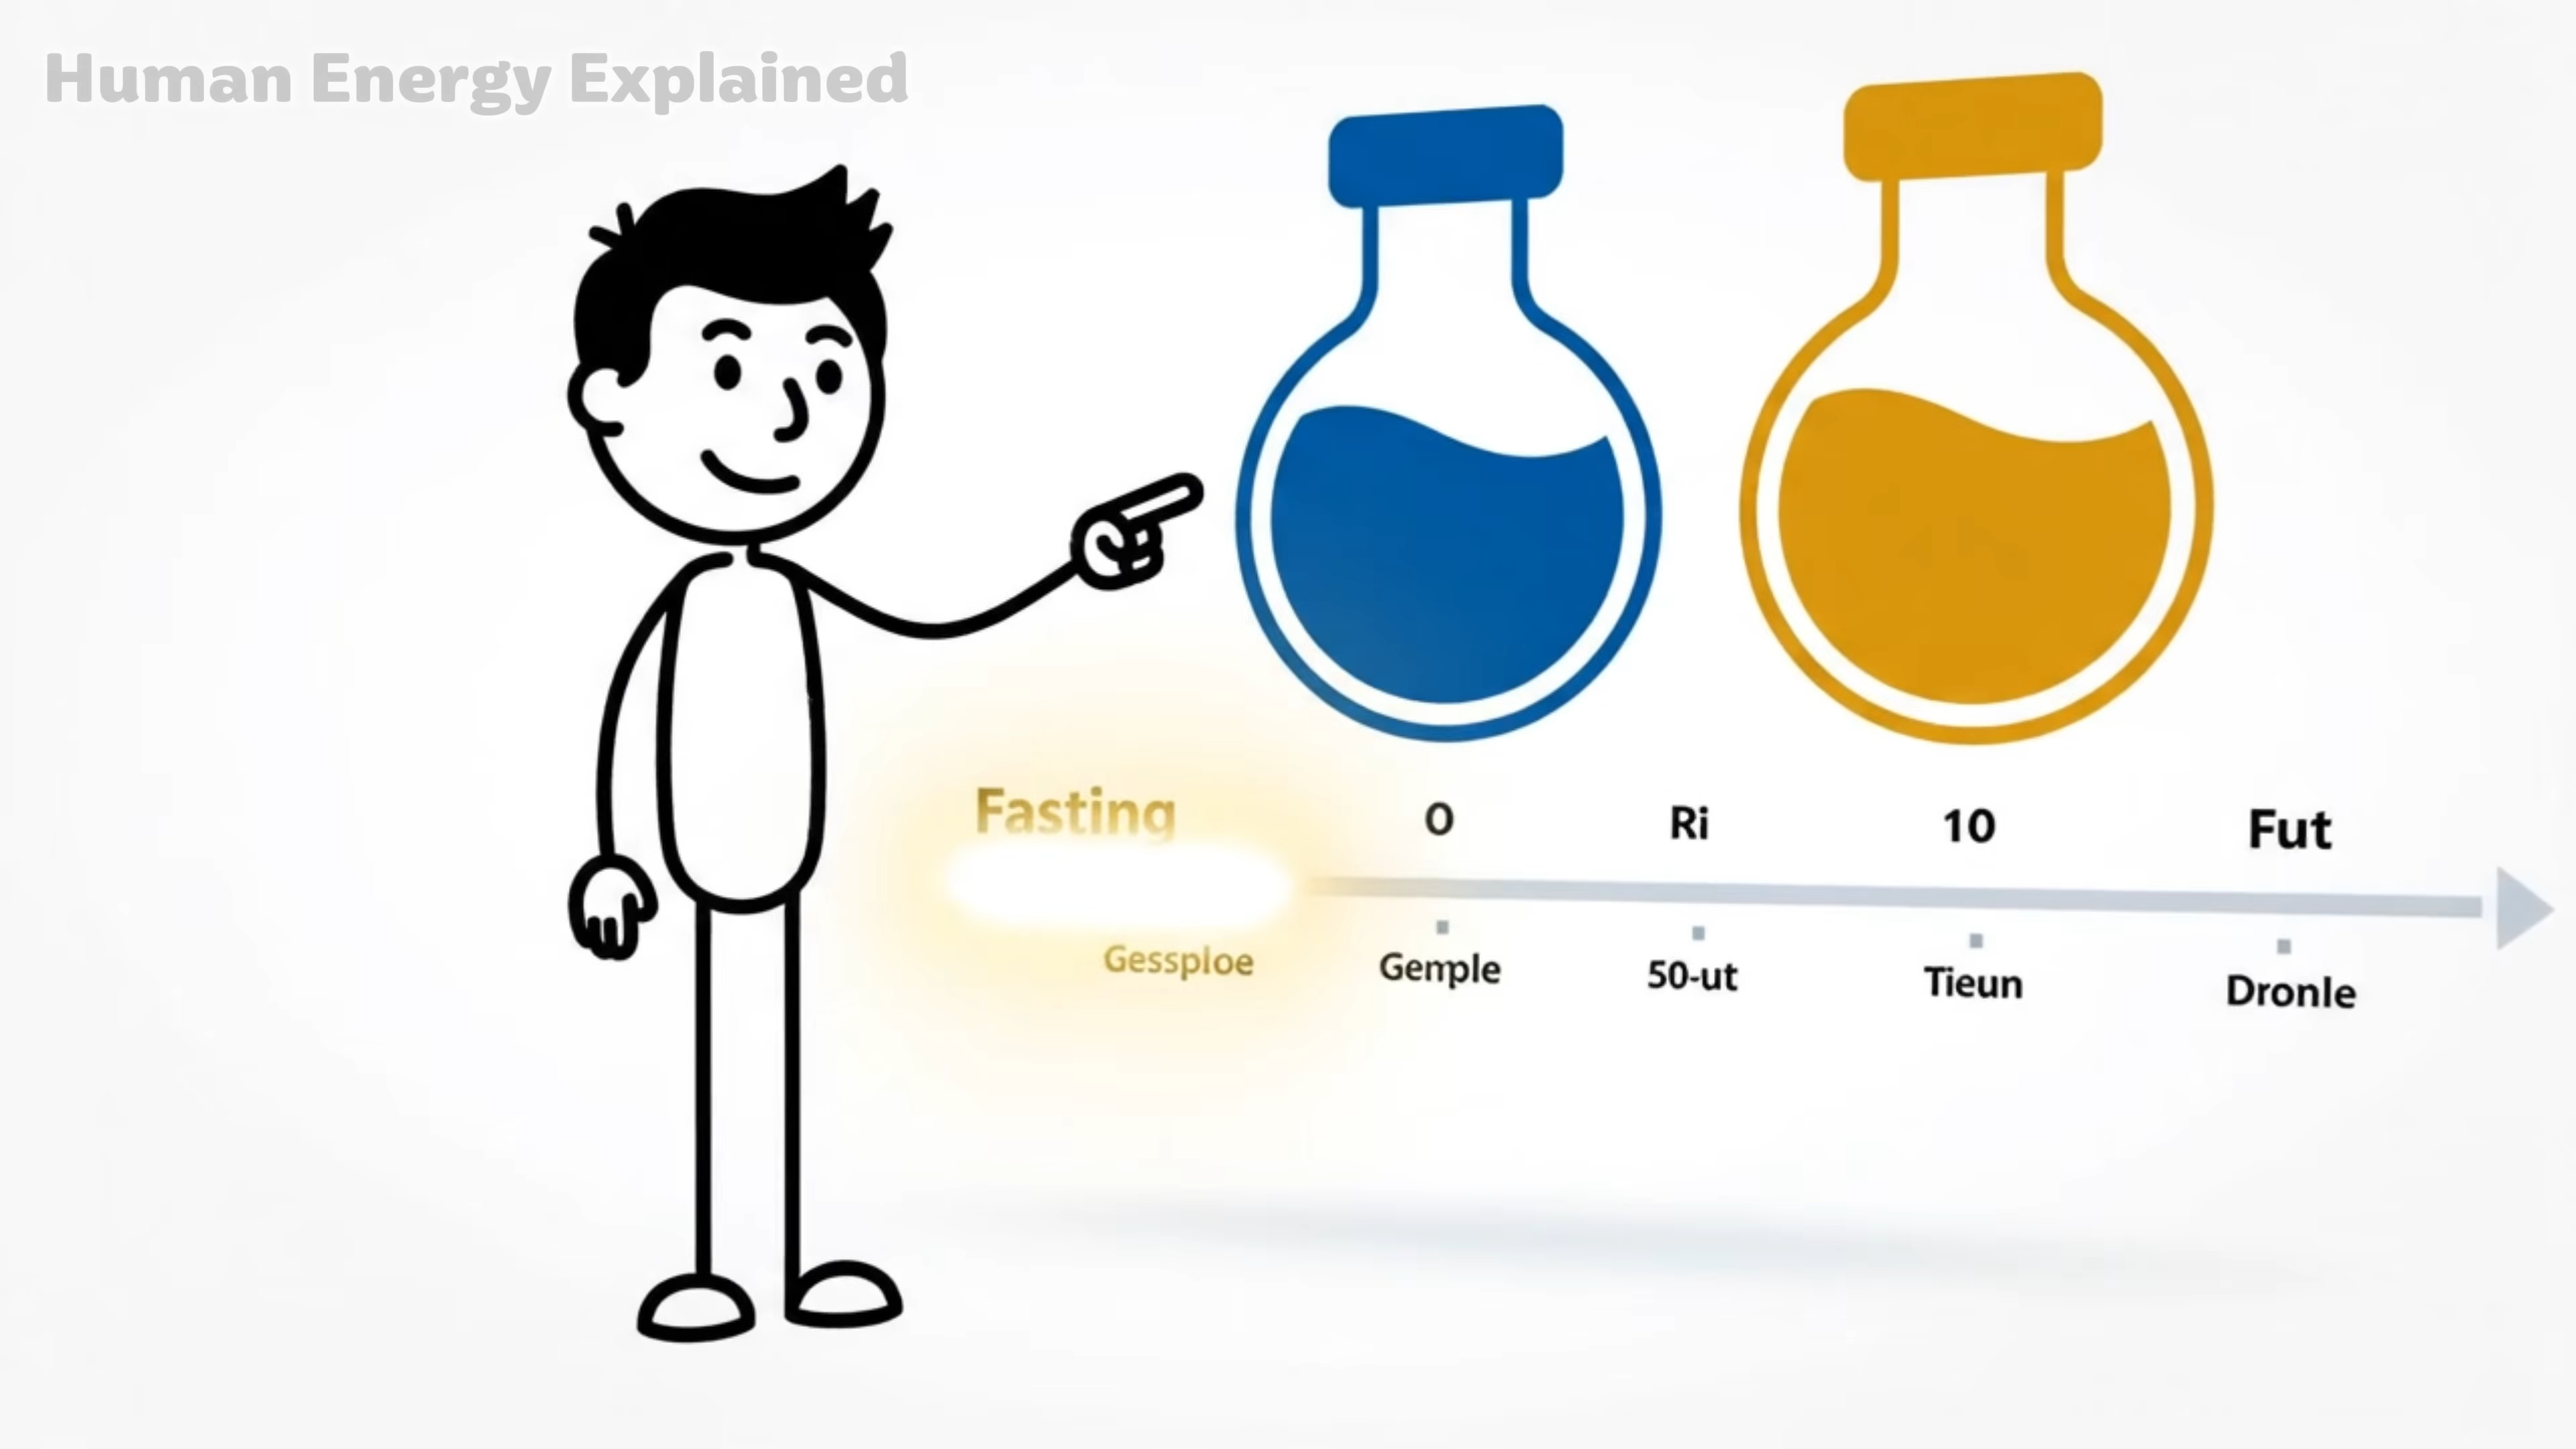 Human Energy Explained
Fasting 0 Ri 10 Fut
Gessploe Gemple 50-ut Tieun Dronle